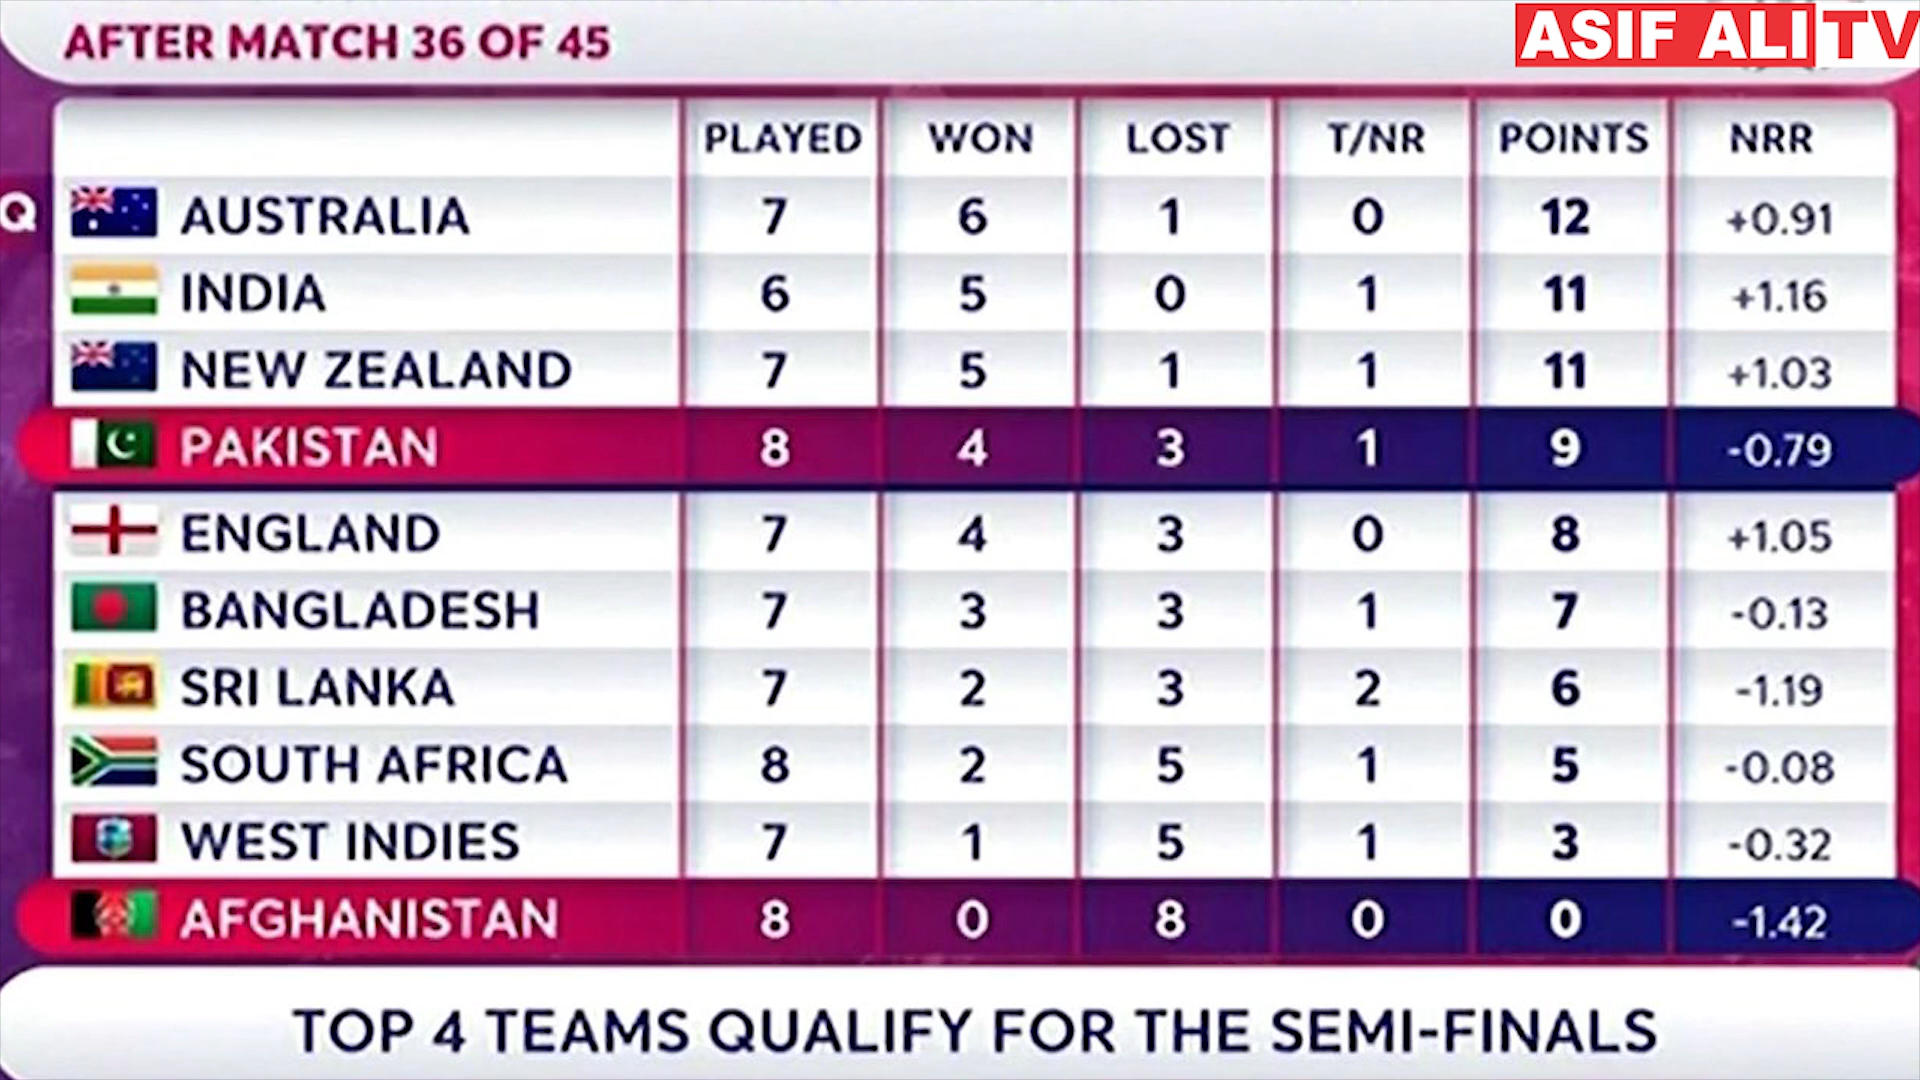 ASIF ALI TV
AFTER MATCH 36 OF 45
PLAYED WON LOST T/NR POINTS NRR
Q AUSTRALIA 7 6 1 0 12 +0.91
INDIA 6 5 0 1 11 +1.16
NEW ZEALAND 7 5 1 1 11 +1.03
PAKISTAN 8 4 3 1 9 -0.79
ENGLAND 7 4 3 0 8 +1.05
BANGLADESH 7 3 3 1 7 -0.13
SRI LANKA 7 2 3 2 6 -1.19
SOUTH AFRICA 8 2 5 1 5 -0.08
WEST INDIES 7 1 5 1 3 -0.32
AFGHANISTAN 8 0 8 0 0 -1.42
TOP 4 TEAMS QUALIFY FOR THE SEMI-FINALS